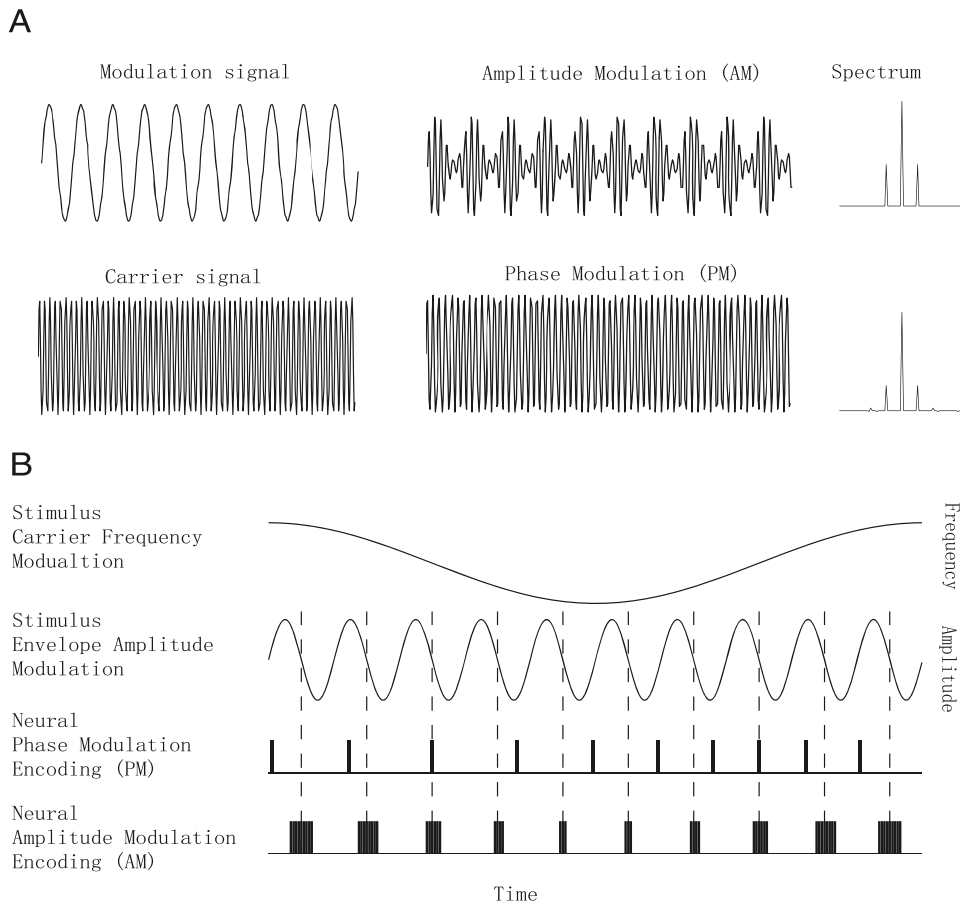 A
Modulation signal
Amplitude Modulation (AM)
Spectrum
Carrier signal
Phase Modulation (PM)
B
Stimulus
Carrier Frequency
Modualtion
Frequency
Stimulus
Envelope Amplitude
Modulation
Amplitude
Neural
Phase Modulation
Encoding (PM)
Neural
Amplitude Modulation
Encoding (AM)
Time